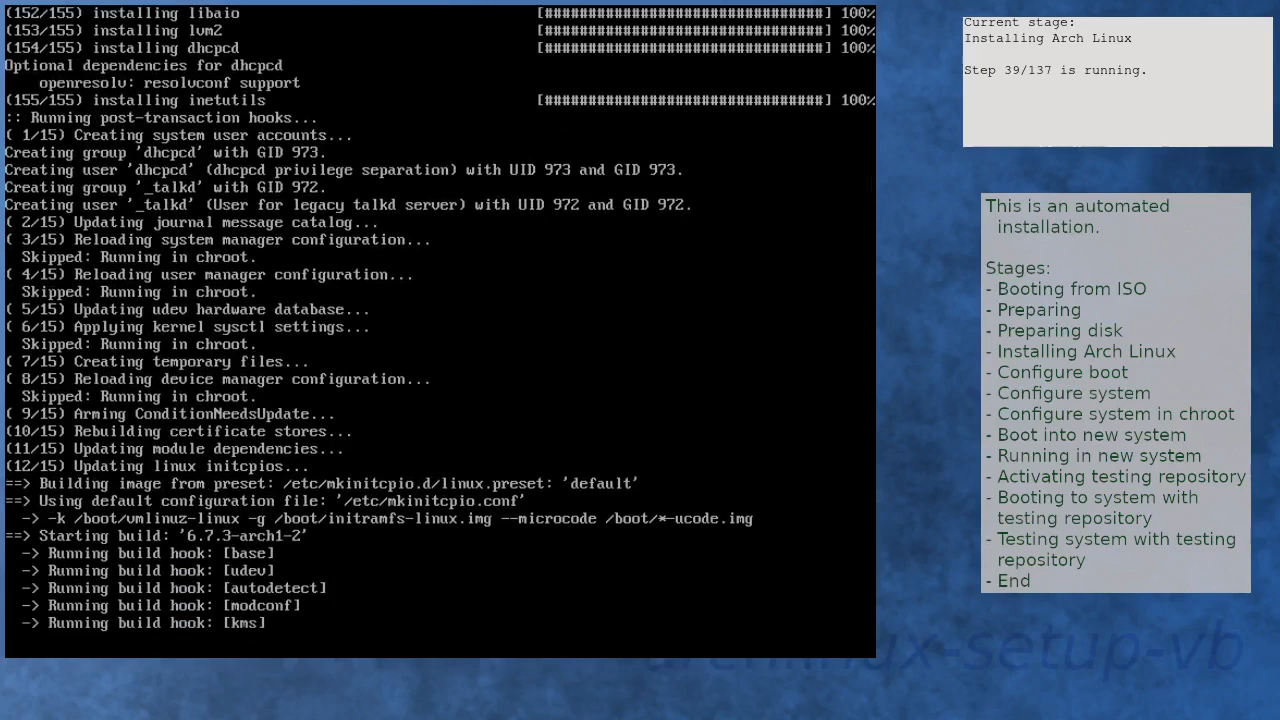 (152/155) installing libaio [################################] 100%
(153/155) installing lvm2 [################################] 100%
(154/155) installing dhcpcd [################################] 100%
Optional dependencies for dhcpcd
openresolv: resolvconf support
(155/155) installing inetutils [################################] 100%
:: Running post-transaction hooks...
( 1/15) Creating system user accounts...
Creating group 'dhcpcd' with GID 973.
Creating user 'dhcpcd' (dhcpcd privilege separation) with UID 973 and GID 973.
Creating group '_talkd' with GID 972.
Creating user '_talkd' (User for legacy talkd server) with UID 972 and GID 972.
( 2/15) Updating journal message catalog...
( 3/15) Reloading system manager configuration...
Skipped: Running in chroot.
( 4/15) Reloading user manager configuration...
Skipped: Running in chroot.
( 5/15) Updating udev hardware database...
( 6/15) Applying kernel sysctl settings...
Skipped: Running in chroot.
( 7/15) Creating temporary files...
( 8/15) Reloading device manager configuration...
Skipped: Running in chroot.
( 9/15) Arming ConditionNeedsUpdate...
(10/15) Rebuilding certificate stores...
(11/15) Updating module dependencies...
(12/15) Updating linux initcpios...
==> Building image from preset: /etc/mkinitcpio.d/linux.preset: 'default'
==> Using default configuration file: '/etc/mkinitcpio.conf'
-> -k /boot/vmlinuz-linux -g /boot/initramfs-linux.img --microcode /boot/*-ucode.img
==> Starting build: '6.7.3-arch1-2'
-> Running build hook: [base]
-> Running build hook: [udev]
-> Running build hook: [autodetect]
-> Running build hook: [modconf]
-> Running build hook: [kms]
Current stage:
Installing Arch Linux
Step 39/137 is running.
This is an automated
installation.
Stages:
- Booting from ISO
- Preparing
- Preparing disk
- Installing Arch Linux
- Configure boot
- Configure system
- Configure system in chroot
- Boot into new system
- Running in new system
- Activating testing repository
- Booting to system with
testing repository
- Testing system with testing
repository
- End
archlinux-setup-vb